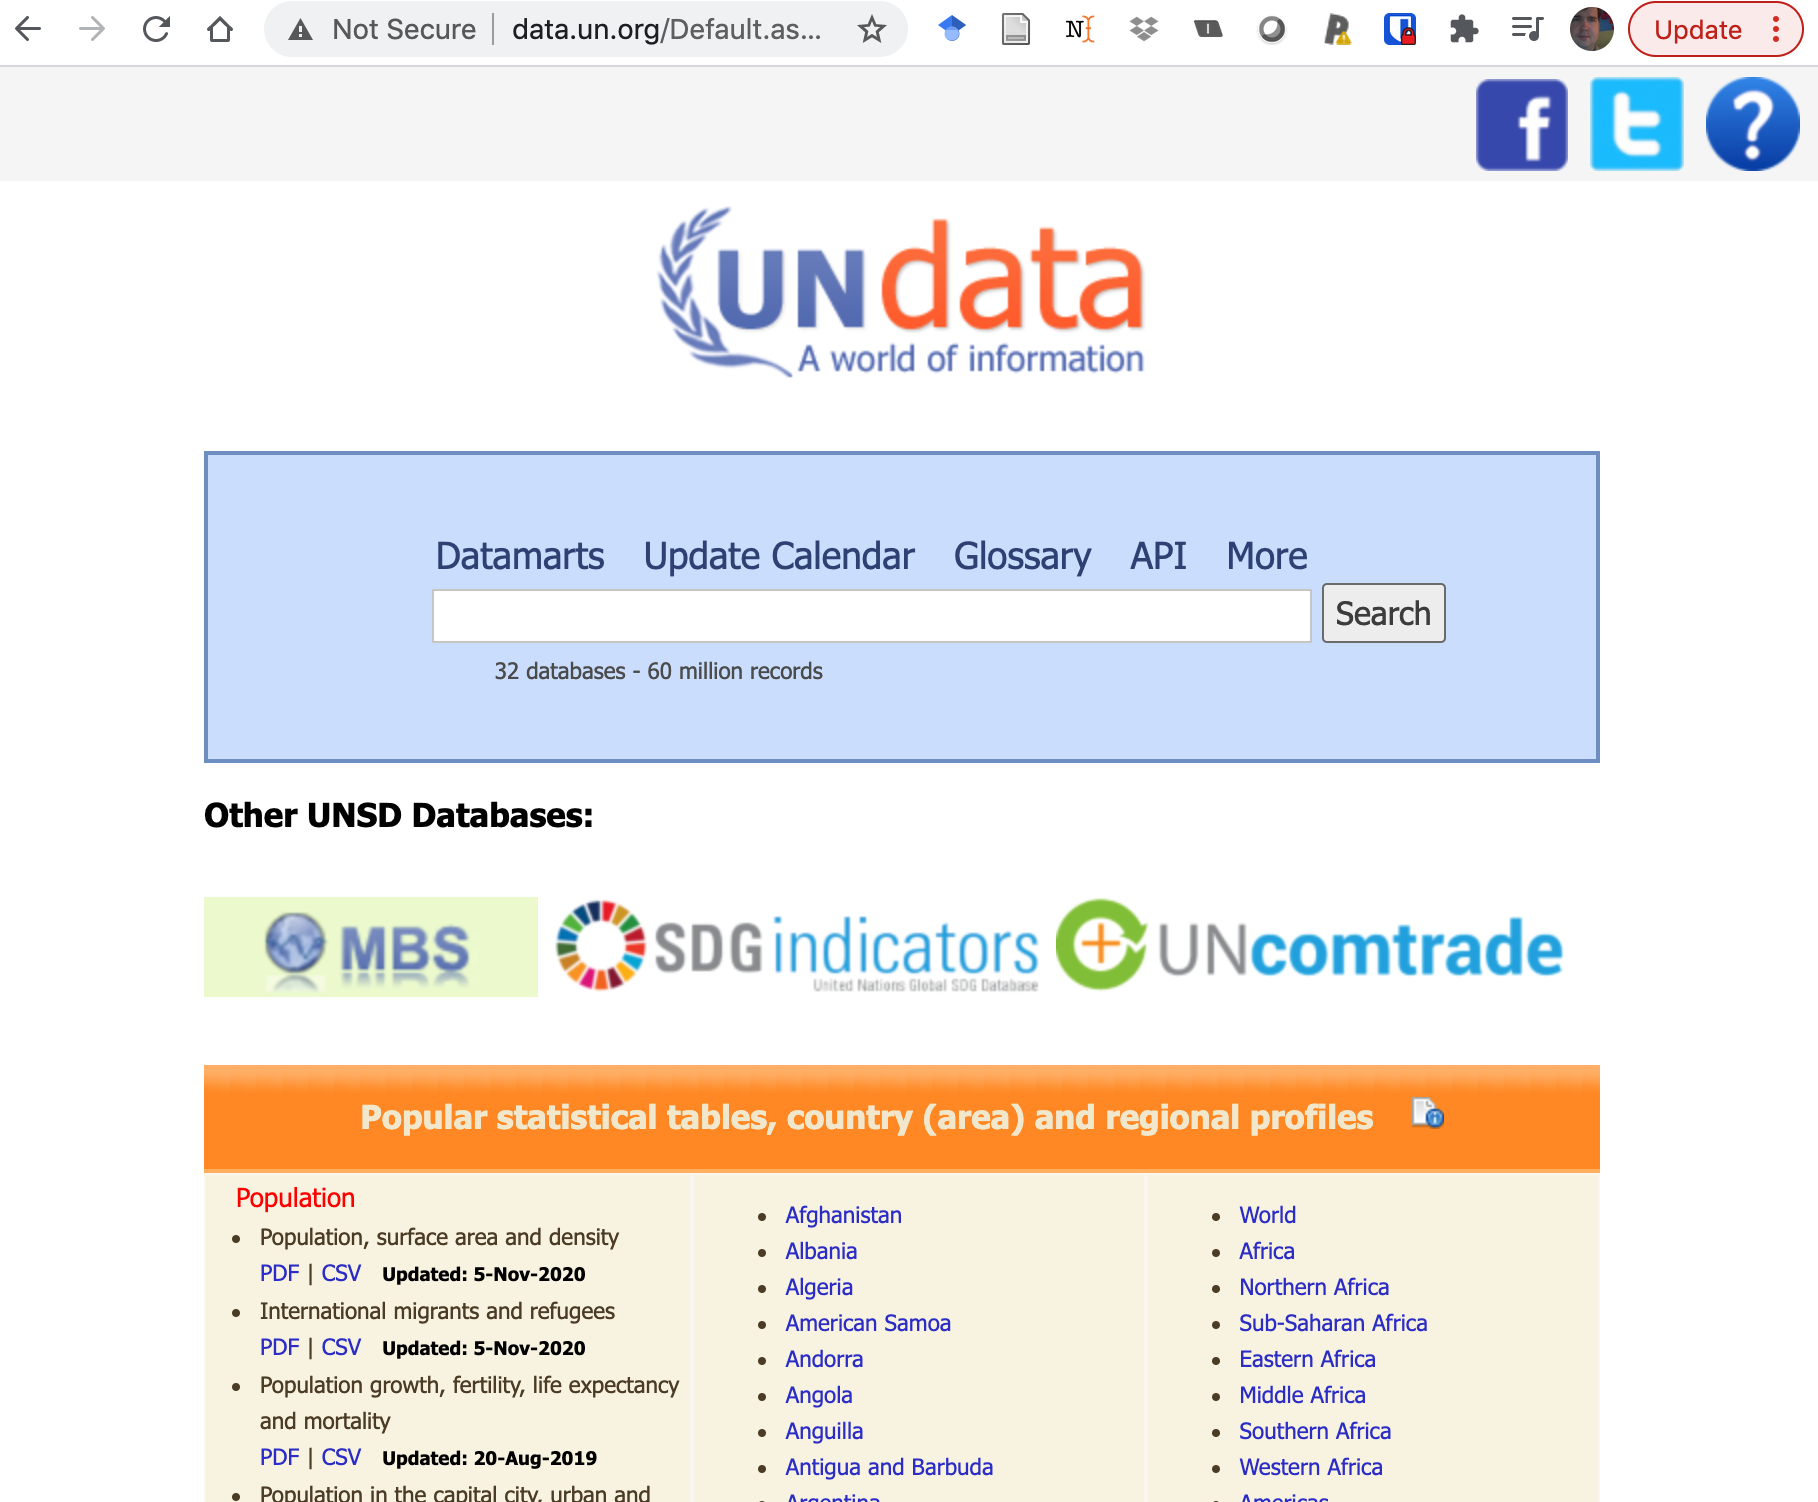 Not Secure
data.un.org/Default.as...
Update
UNdata
A world of information
Datamarts Update Calendar Glossary API More
Search
32 databases - 60 million records
Other UNSD Databases:
MBS
SDG indicators
United Nations Global SDG Database
UNcomtrade
Popular statistical tables, country (area) and regional profiles
Population
Population, surface area and density
PDF | CSV Updated: 5-Nov-2020
International migrants and refugees
PDF | CSV Updated: 5-Nov-2020
Population growth, fertility, life expectancy
and mortality
PDF | CSV Updated: 20-Aug-2019
Population in the capital city, urban and
Afghanistan
Albania
Algeria
American Samoa
Andorra
Angola
Anguilla
Antigua and Barbuda
Argentina
World
Africa
Northern Africa
Sub-Saharan Africa
Eastern Africa
Middle Africa
Southern Africa
Western Africa
Americas